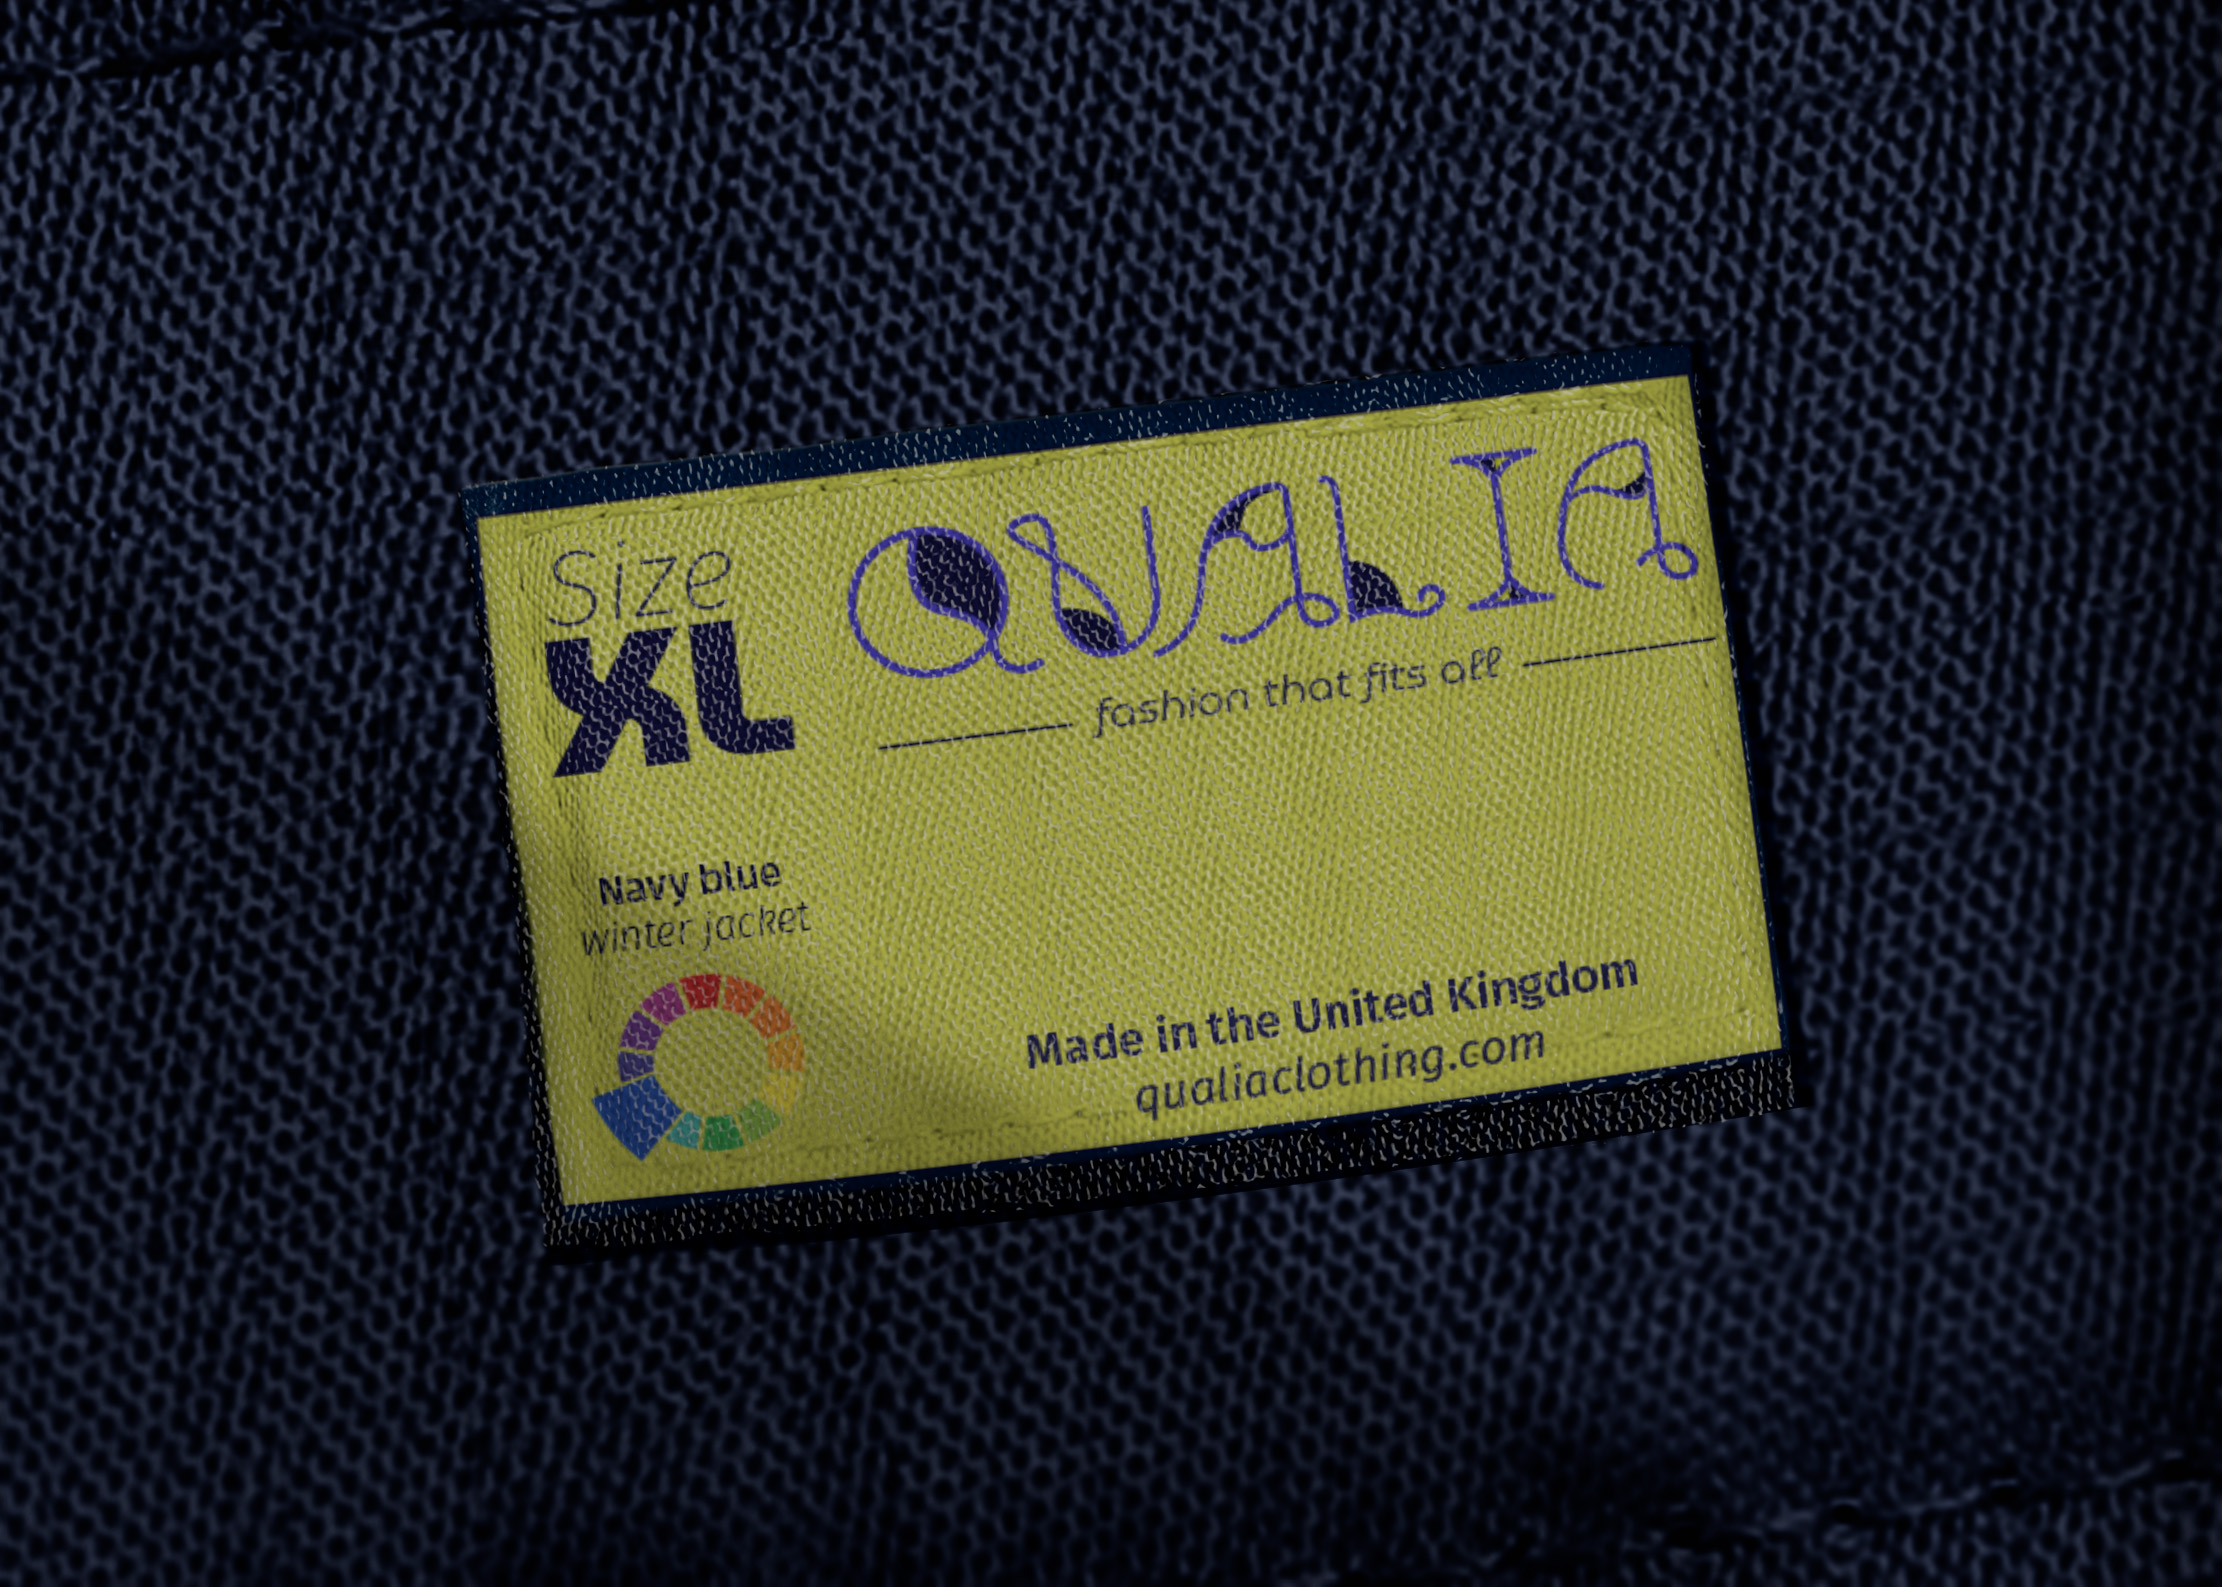 Size
XL
QUALIA
fashion that fits all
Navy blue
winter jacket
Made in the United Kingdom
qualiaclothing.com